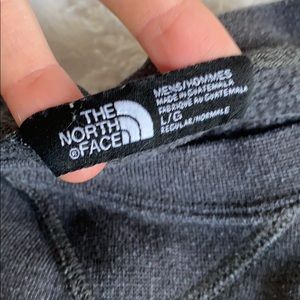 THE
NORTH
®FACE
MENS/HOMMES
MADE IN GUATEMALA
FABRIQUÉ AU GUATEMALA
L/G
REGULAR/NORMALE